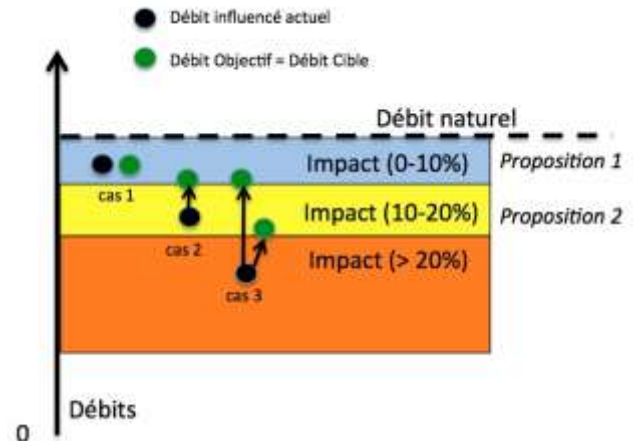 Débit influencé actuel
Débit Objectif = Débit Cible
Débit naturel
Impact (0-10%) Proposition 1
cas 1
Impact (10-20%) Proposition 2
cas 2
Impact (> 20%)
cas 3
Débits
0